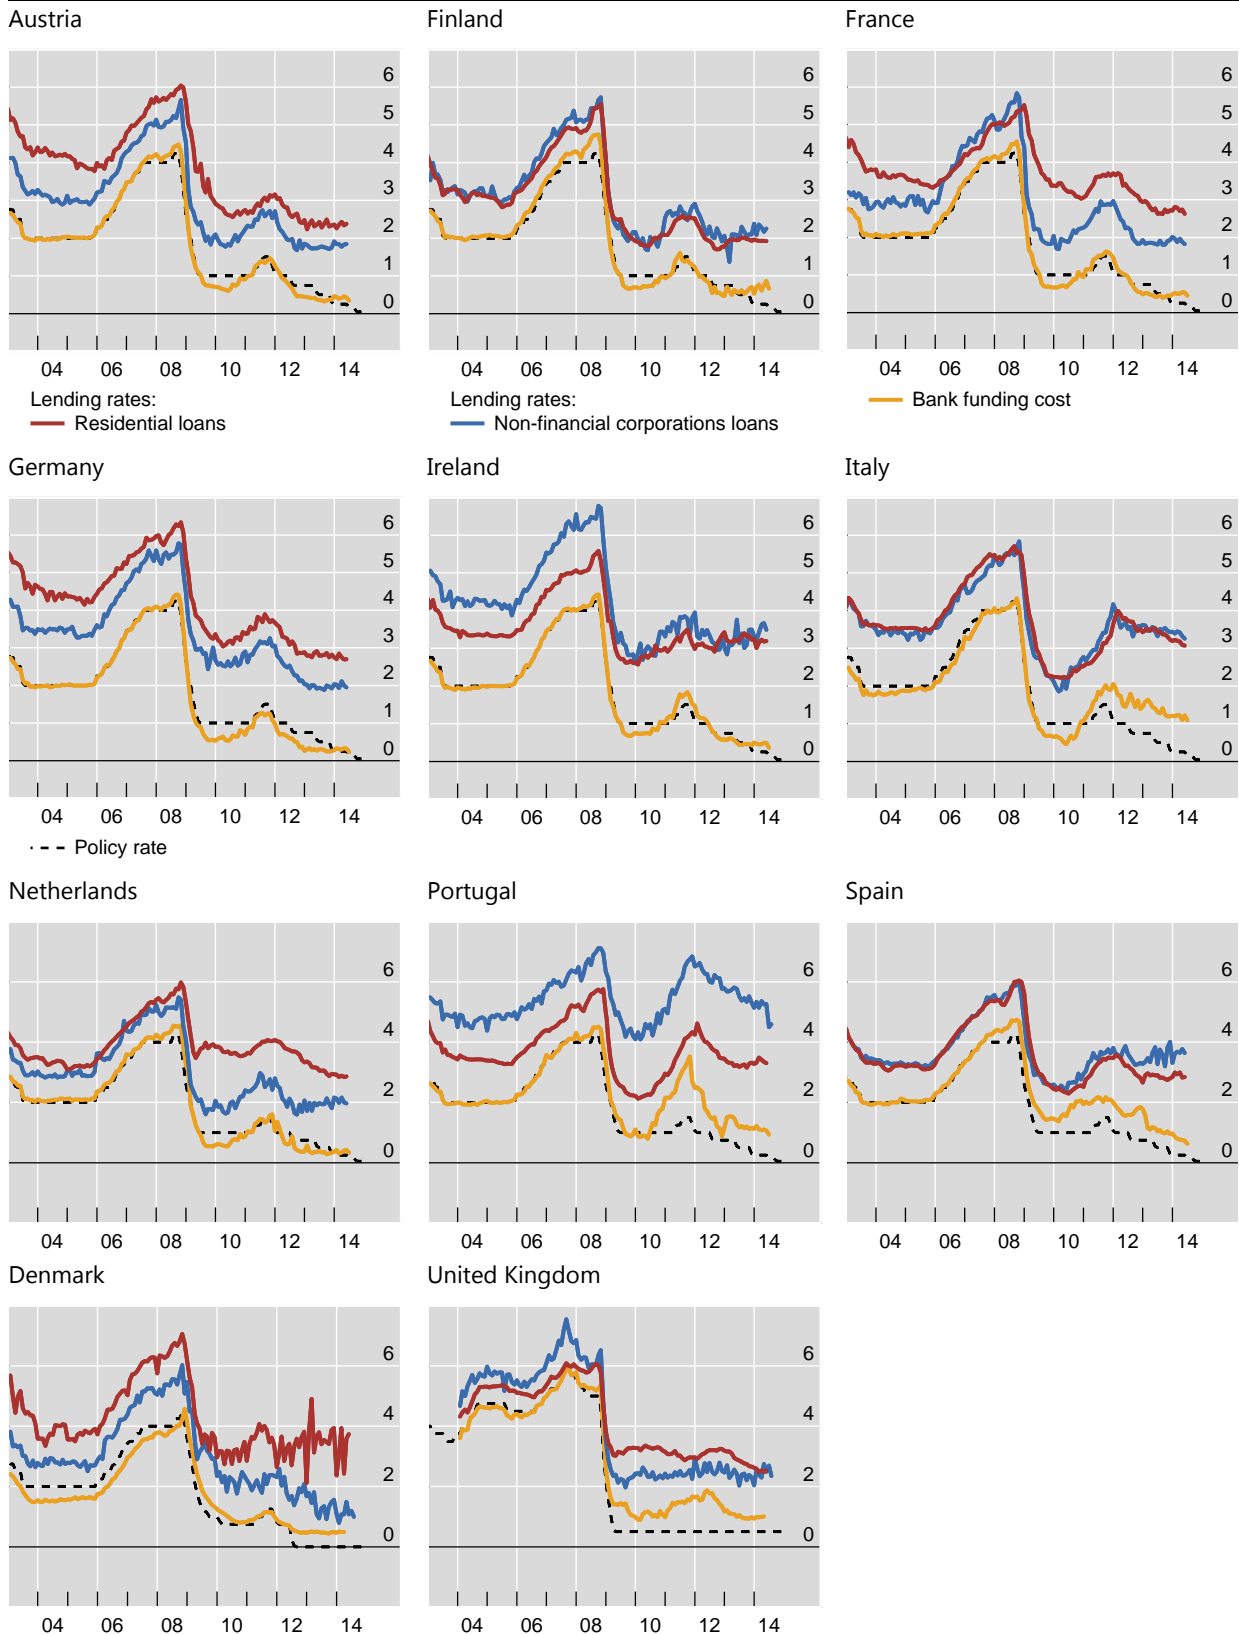 Austria Finland France
6 6 6
5 5 5
4 4 4
3 3 3
2 2 2
1 1 1
0 0 0
04 06 08 10 12 14 04 06 08 10 12 14 04 06 08 10 12 14
Lending rates: Lending rates: Bank funding cost
Residential loans Non-financial corporations loans
Germany Ireland Italy
6 6 6
5 5 5
4 4 4
3 3 3
2 2 2
1 1 1
0 0 0
04 06 08 10 12 14 04 06 08 10 12 14 04 06 08 10 12 14
Policy rate
Netherlands Portugal Spain
6 6 6
4 4 4
2 2 2
0 0 0
04 06 08 10 12 14 04 06 08 10 12 14 04 06 08 10 12 14
Denmark United Kingdom
6 6
4 4
2 2
0 0
04 06 08 10 12 14 04 06 08 10 12 14